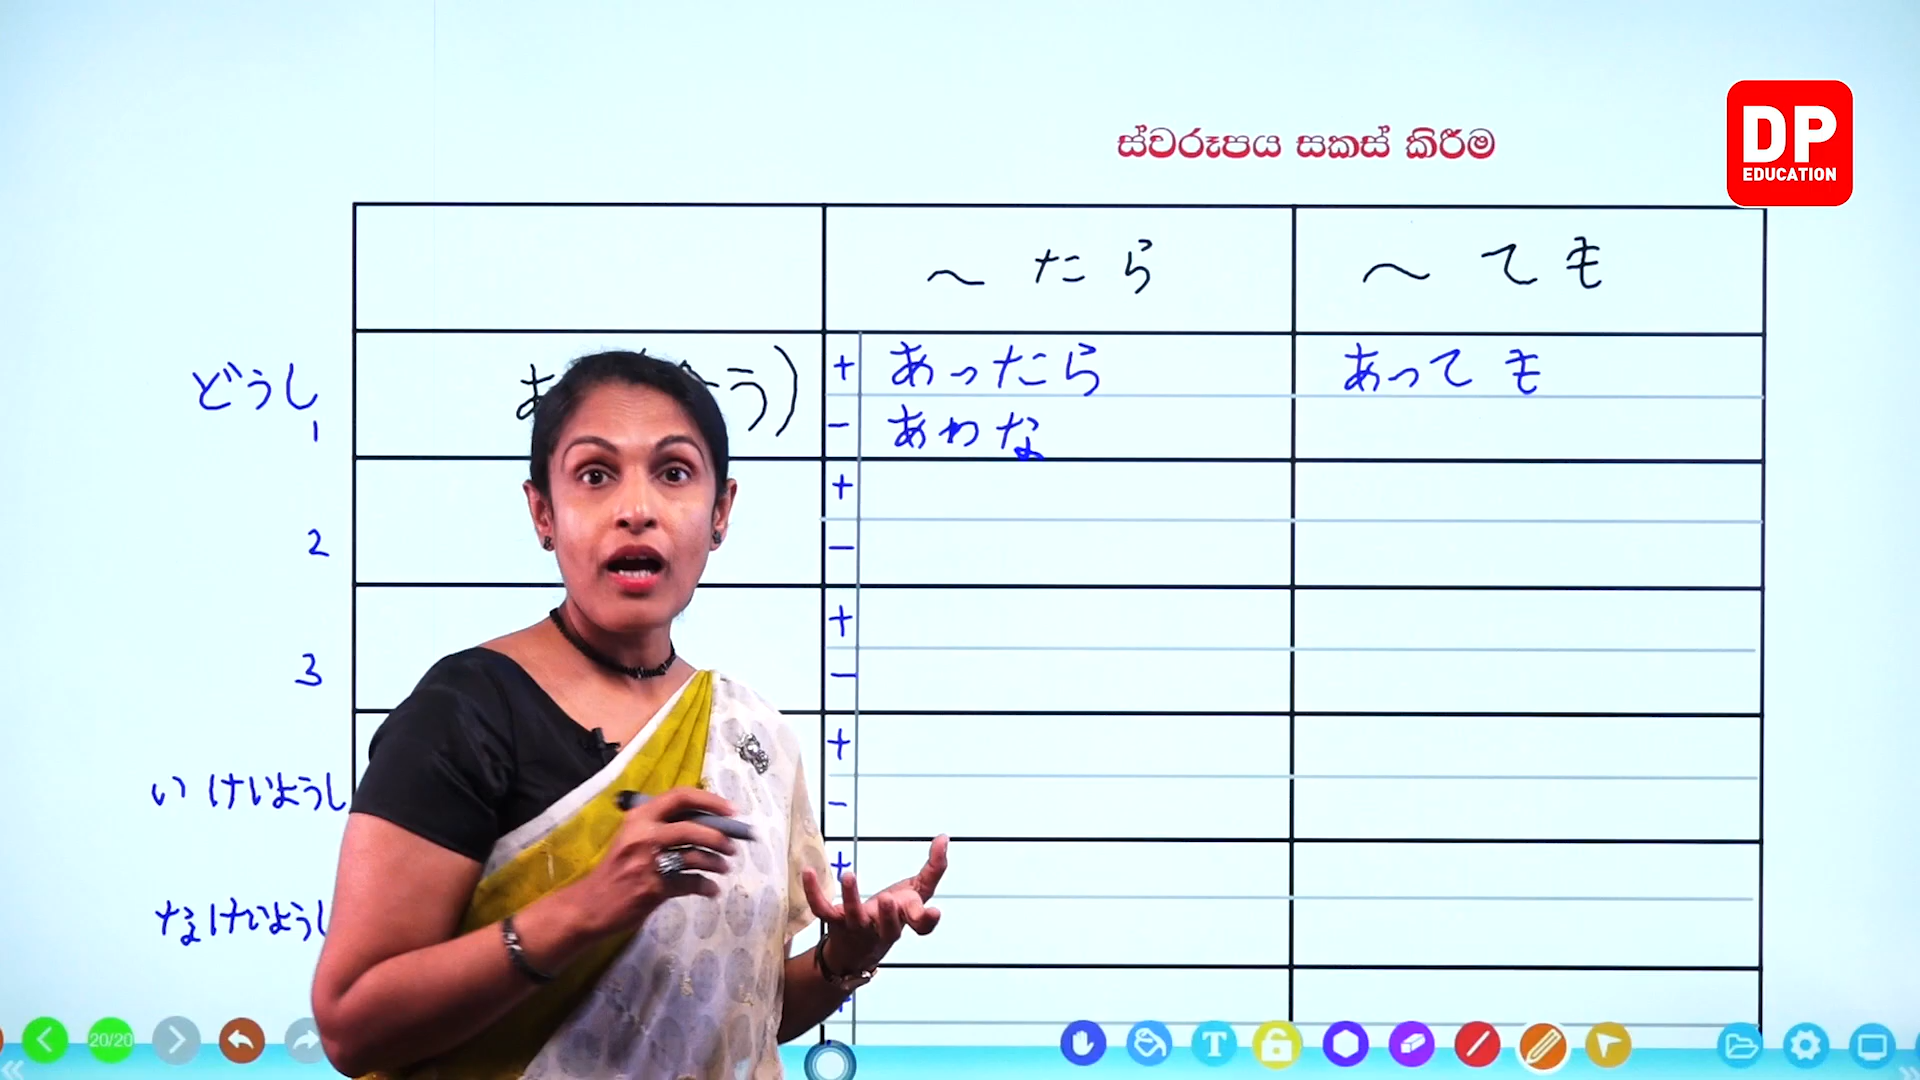 ස්වරූපය සකස් කිරීම
DP
EDUCATION
~ たら
~ ても
どうし
1
+ あったら
あっても
- あわな
+
2
-
+
3
-
+
い けいようし
-
+
な けいようし
20/20
T